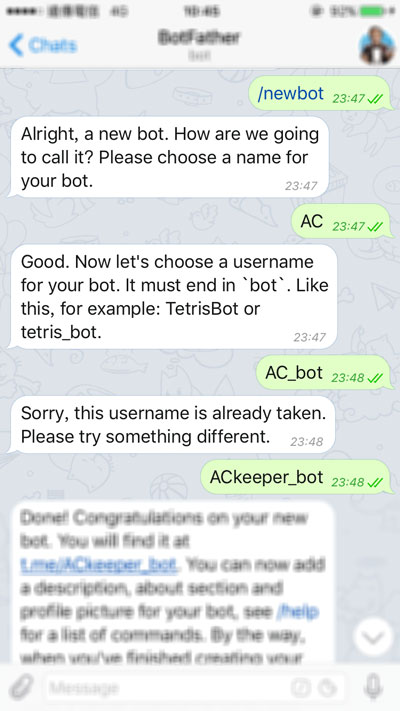 10:45
92%
Chats
BotFather
bot
/newbot 23:47
Alright, a new bot. How are we going
to call it? Please choose a name for
your bot. 23:47
AC 23:47
Good. Now let's choose a username
for your bot. It must end in `bot`. Like
this, for example: TetrisBot or
tetris_bot. 23:47
AC_bot 23:48
Sorry, this username is already taken.
Please try something different. 23:48
ACkeeper_bot 23:48
Done! Congratulations on your new
bot. You will find it at
t.me/ACkeeper_bot. You can now add
a description, about section and
profile picture for your bot, see /help
for a list of commands. By the way,
when you've finished creating your
Message